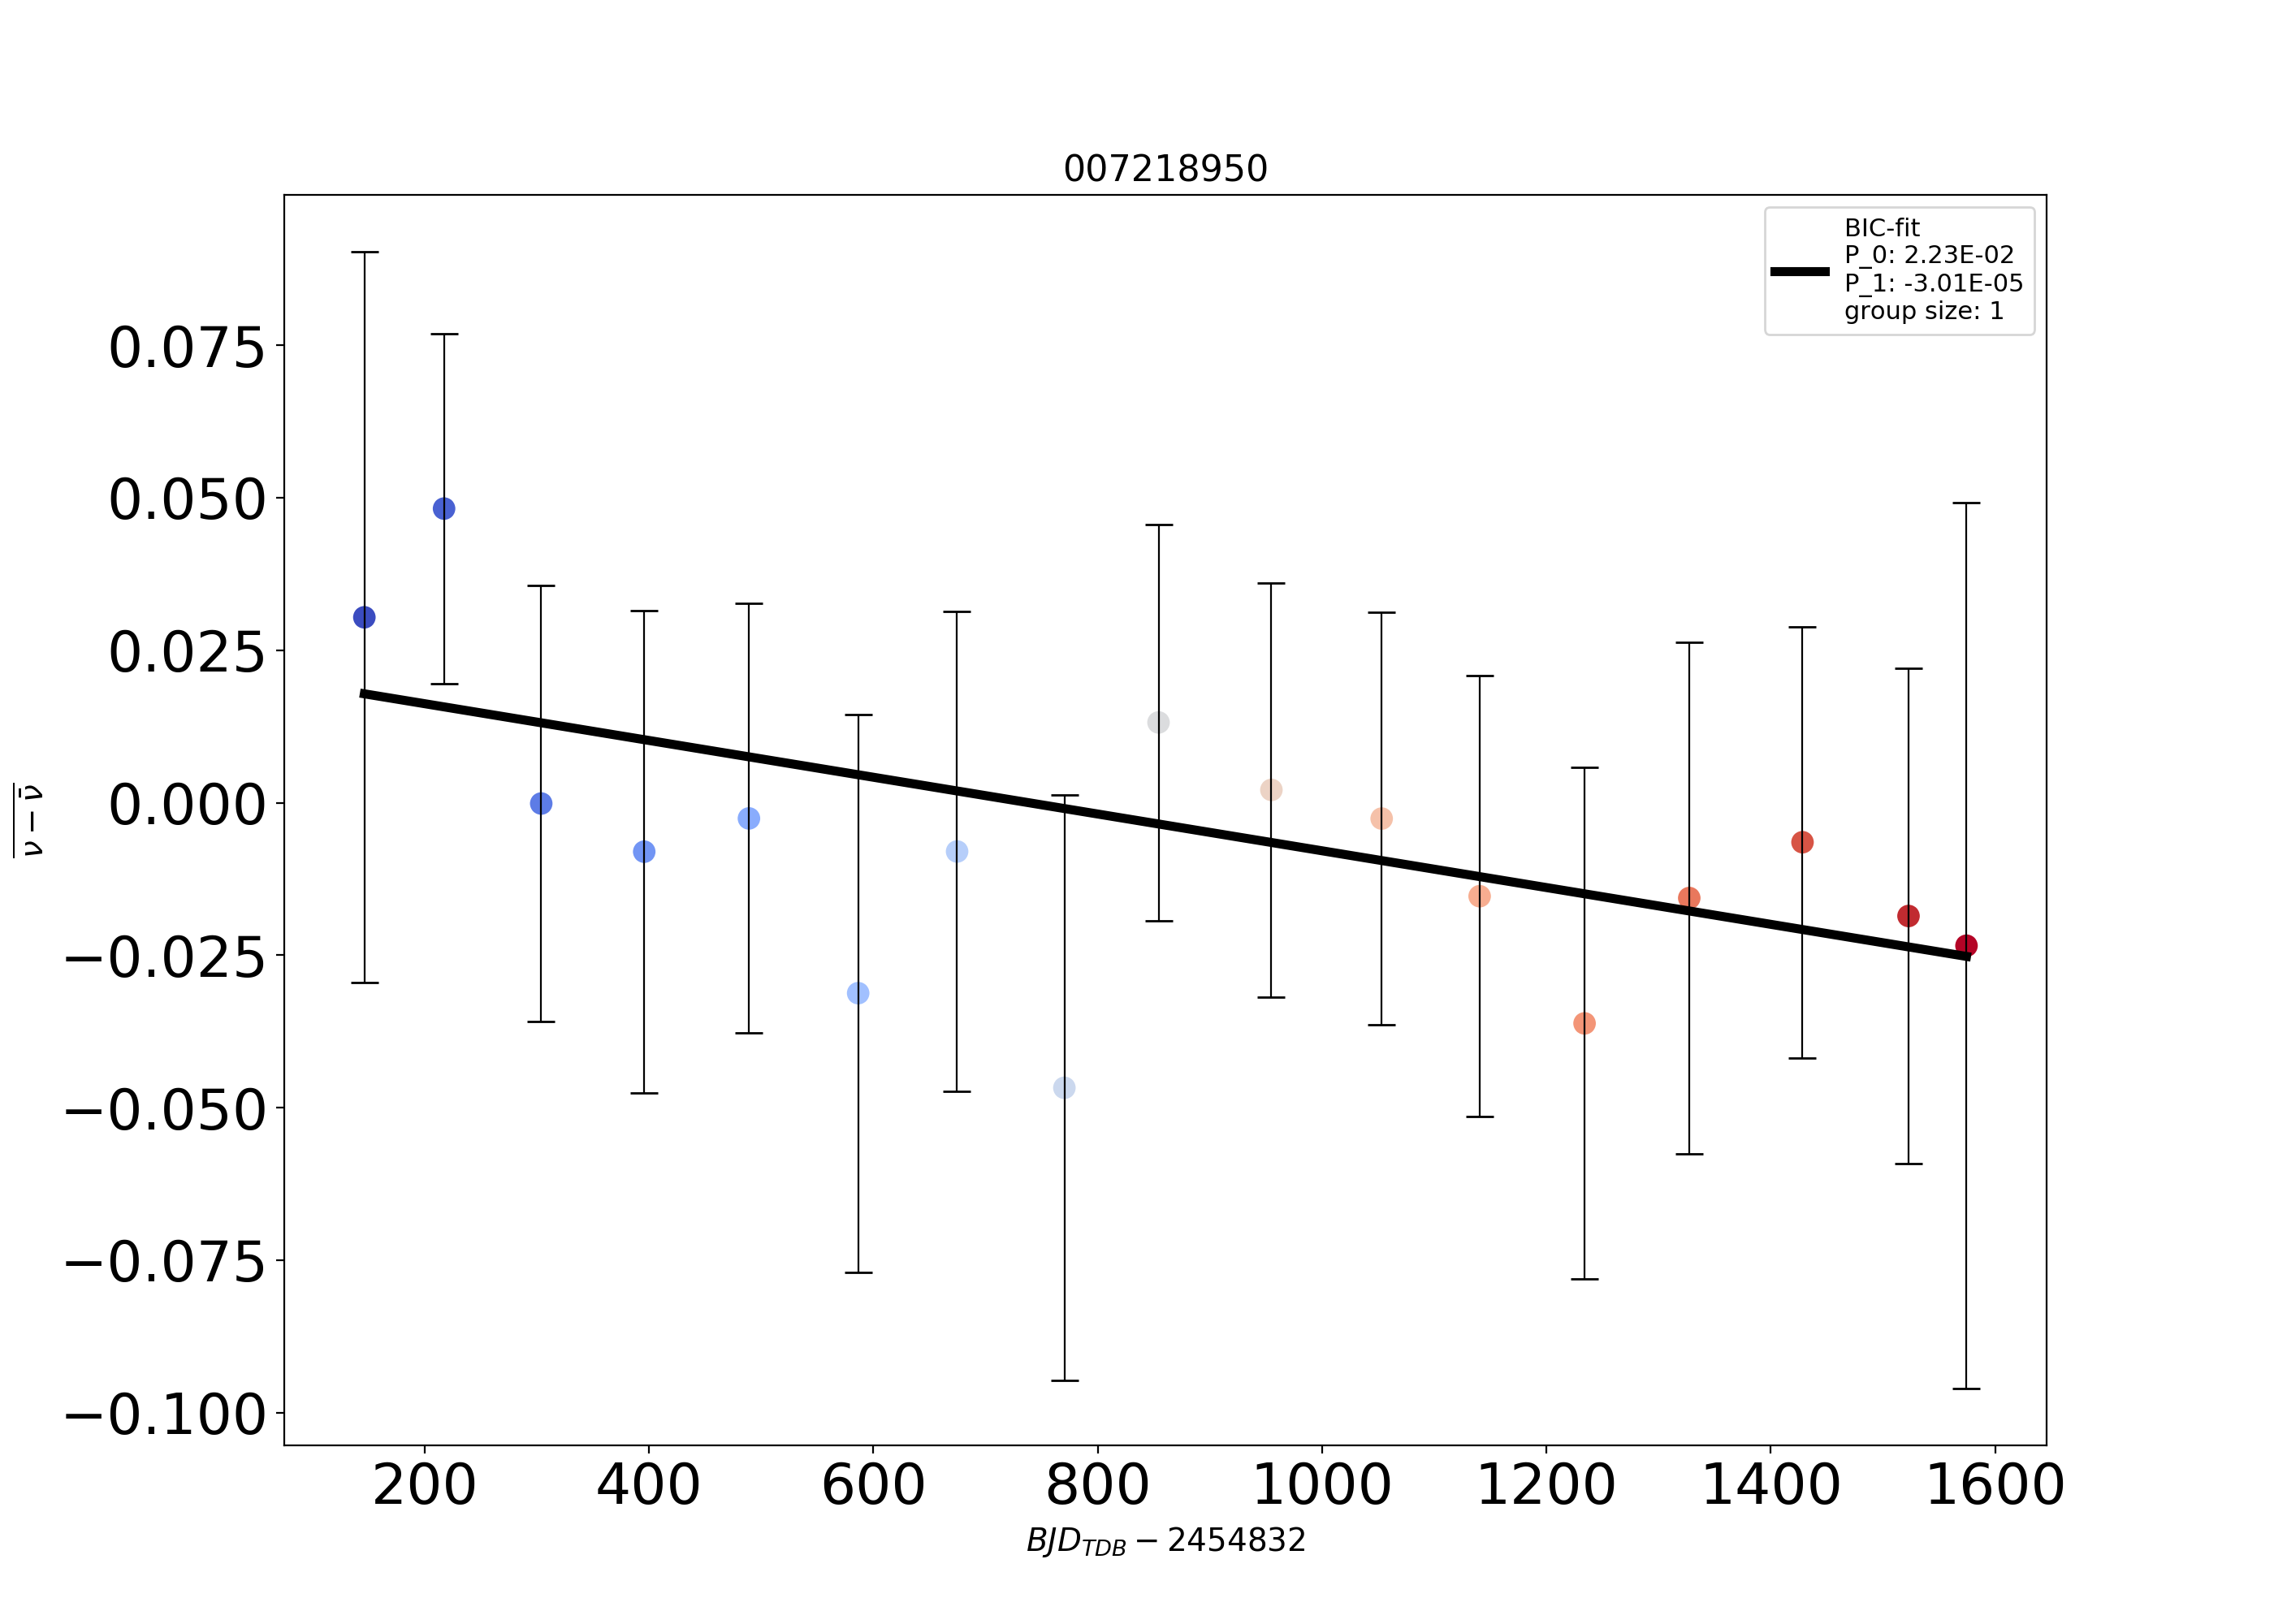 007218950
BIC-fit
P_0: 2.23E-02
P_1: -3.01E-05
group size: 1
0.075
0.050
0.025
0.000
−0.025
−0.050
−0.075
−0.100
ν − ν̄
200 400 600 800 1000 1200 1400 1600
BJD_TDB − 2454832